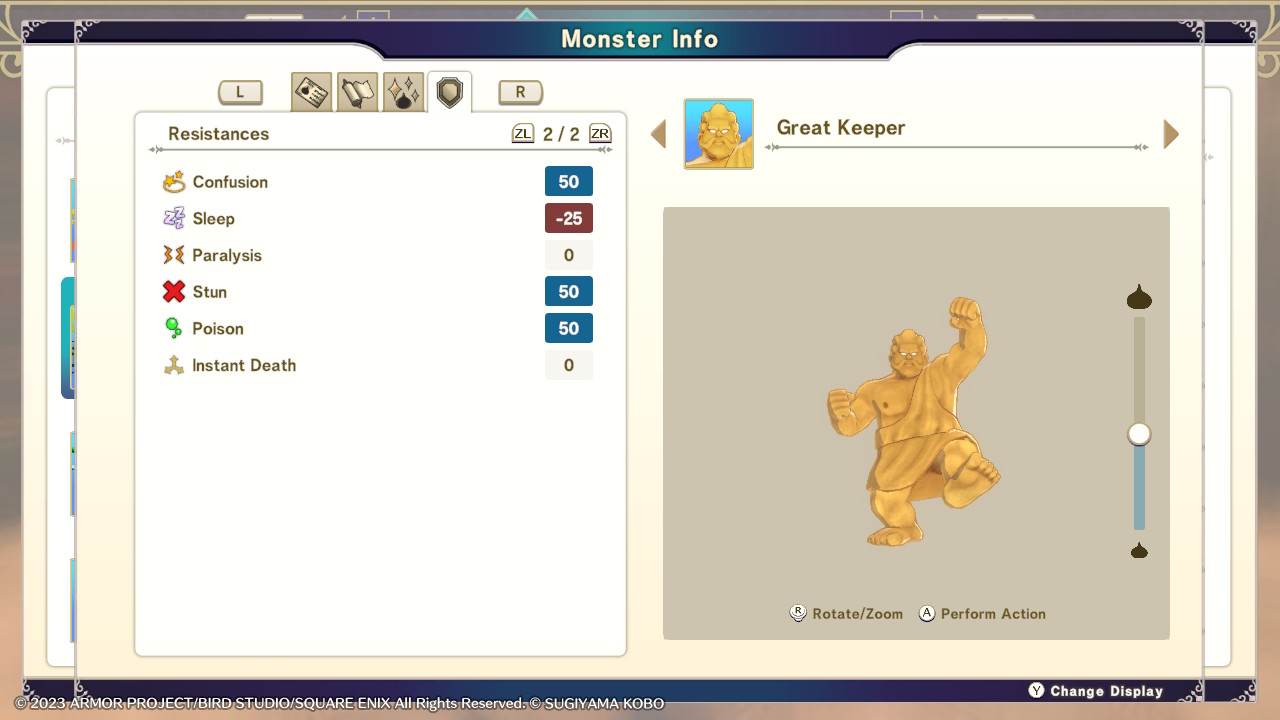 Monster Info
L
R
Resistances
ZL 2 / 2 ZR
Confusion 50
Sleep -25
Paralysis 0
Stun 50
Poison 50
Instant Death 0
Great Keeper
R Rotate/Zoom A Perform Action
Y Change Display
© 2023 ARMOR PROJECT/BIRD STUDIO/SQUARE ENIX All Rights Reserved. © SUGIYAMA KOBO